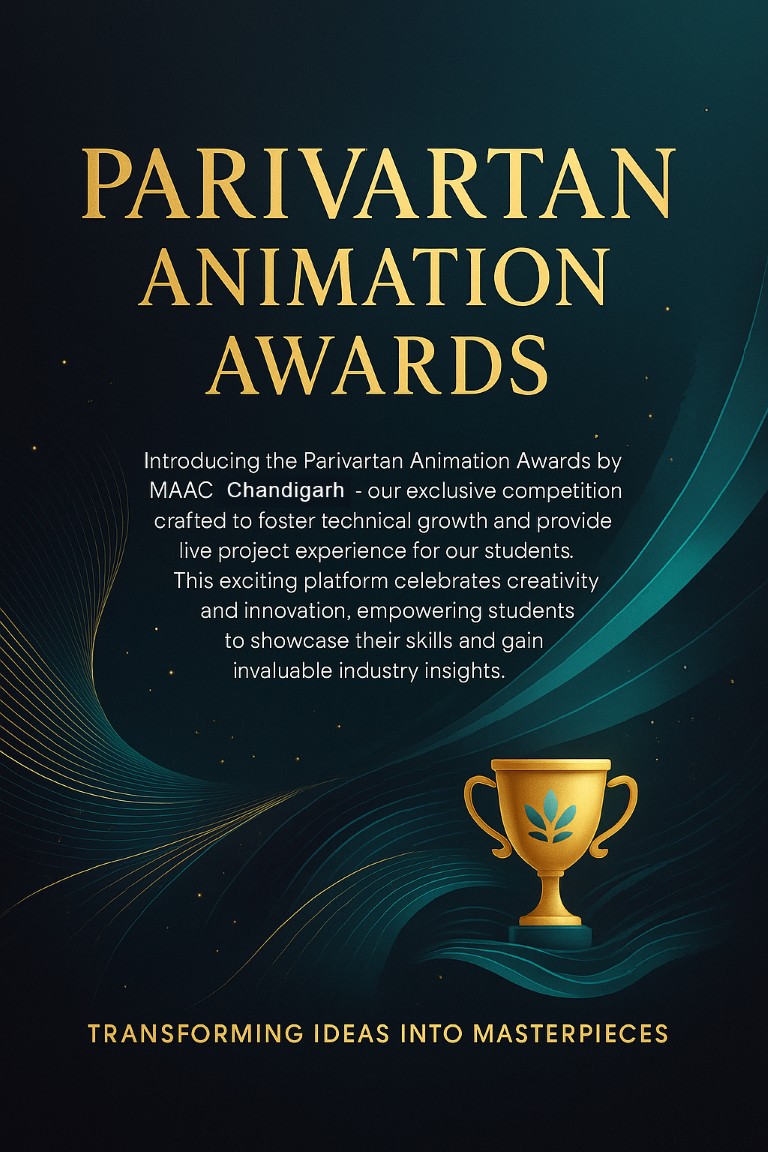 PARIVARTAN
ANIMATION
AWARDS
Introducing the Parivartan Animation Awards by
MAAC Chandigarh - our exclusive competition
crafted to foster technical growth and provide
live project experience for our students.
This exciting platform celebrates creativity
and innovation, empowering students
to showcase their skills and gain
invaluable industry insights.
TRANSFORMING IDEAS INTO MASTERPIECES